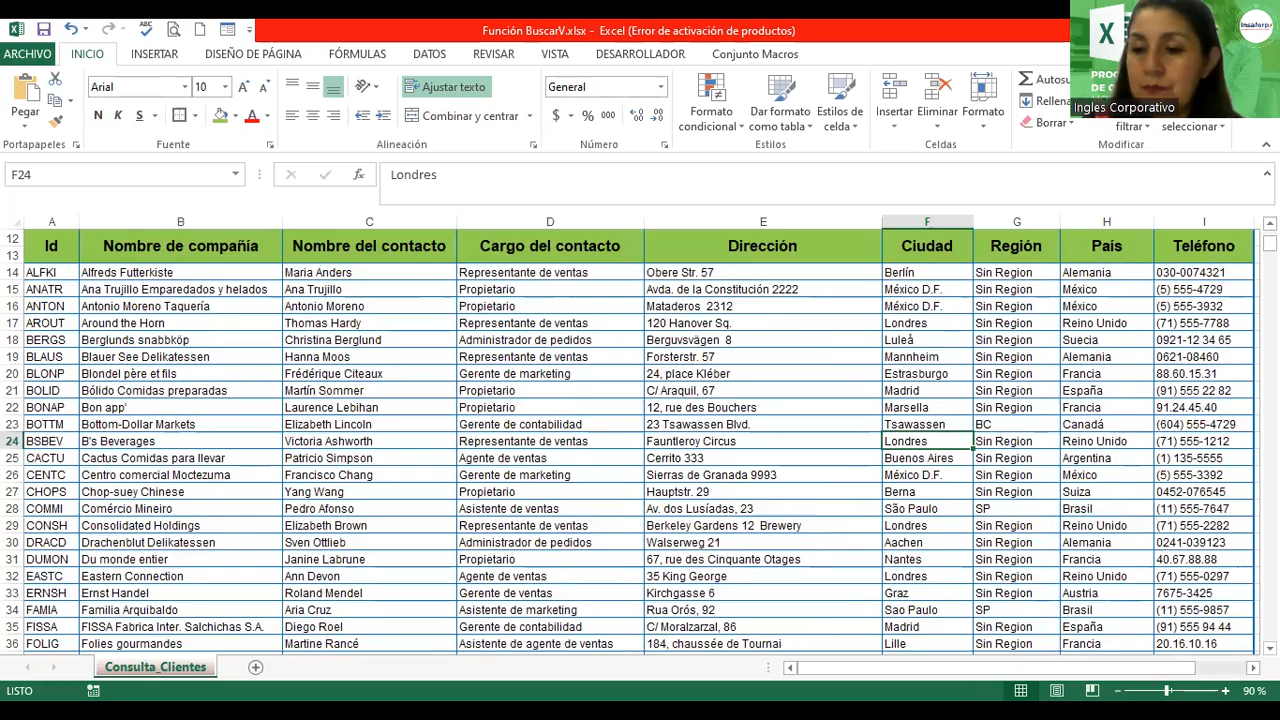 Función BuscarV.xlsx - Excel (Error de activación de productos)
ARCHIVO INICIO INSERTAR DISEÑO DE PÁGINA FÓRMULAS DATOS REVISAR VISTA DESARROLLADOR Conjunto Macros
Pegar
Arial 10
N K S
Ajustar texto
Combinar y centrar
General
$ % 000
Formato condicional
Dar formato como tabla
Estilos de celda
Insertar Eliminar Formato
Autosu
Rellena
Borrar
filtrar seleccionar
Ingles Corporativo
Insaforp
Portapapeles Fuente Alineación Número Estilos Celdas Modificar
F24 fx Londres
A B C D E F G H I
12
13
Id Nombre de compañía Nombre del contacto Cargo del contacto Dirección Ciudad Región País Teléfono
14 ALFKI Alfreds Futterkiste Maria Anders Representante de ventas Obere Str. 57 Berlín Sin Region Alemania 030-0074321
15 ANATR Ana Trujillo Emparedados y helados Ana Trujillo Propietario Avda. de la Constitución 2222 México D.F. Sin Region México (5) 555-4729
16 ANTON Antonio Moreno Taquería Antonio Moreno Propietario Mataderos 2312 México D.F. Sin Region México (5) 555-3932
17 AROUT Around the Horn Thomas Hardy Representante de ventas 120 Hanover Sq. Londres Sin Region Reino Unido (71) 555-7788
18 BERGS Berglunds snabbköp Christina Berglund Administrador de pedidos Berguvsvägen 8 Luleå Sin Region Suecia 0921-12 34 65
19 BLAUS Blauer See Delikatessen Hanna Moos Representante de ventas Forsterstr. 57 Mannheim Sin Region Alemania 0621-08460
20 BLONP Blondel père et fils Frédérique Citeaux Gerente de marketing 24, place Kléber Estrasburgo Sin Region Francia 88.60.15.31
21 BOLID Bólido Comidas preparadas Martín Sommer Propietario C/ Araquil, 67 Madrid Sin Region España (91) 555 22 82
22 BONAP Bon app' Laurence Lebihan Propietario 12, rue des Bouchers Marsella Sin Region Francia 91.24.45.40
23 BOTTM Bottom-Dollar Markets Elizabeth Lincoln Gerente de contabilidad 23 Tsawassen Blvd. Tsawassen BC Canadá (604) 555-4729
24 BSBEV B's Beverages Victoria Ashworth Representante de ventas Fauntleroy Circus Londres Sin Region Reino Unido (71) 555-1212
25 CACTU Cactus Comidas para llevar Patricio Simpson Agente de ventas Cerrito 333 Buenos Aires Sin Region Argentina (1) 135-5555
26 CENTC Centro comercial Moctezuma Francisco Chang Gerente de marketing Sierras de Granada 9993 México D.F. Sin Region México (5) 555-3392
27 CHOPS Chop-suey Chinese Yang Wang Propietario Hauptstr. 29 Berna Sin Region Suiza 0452-076545
28 COMMI Comércio Mineiro Pedro Afonso Asistente de ventas Av. dos Lusíadas, 23 São Paulo SP Brasil (11) 555-7647
29 CONSH Consolidated Holdings Elizabeth Brown Representante de ventas Berkeley Gardens 12 Brewery Londres Sin Region Reino Unido (71) 555-2282
30 DRACD Drachenblut Delikatessen Sven Ottlieb Administrador de pedidos Walserweg 21 Aachen Sin Region Alemania 0241-039123
31 DUMON Du monde entier Janine Labrune Propietario 67, rue des Cinquante Otages Nantes Sin Region Francia 40.67.88.88
32 EASTC Eastern Connection Ann Devon Agente de ventas 35 King George Londres Sin Region Reino Unido (71) 555-0297
33 ERNSH Ernst Handel Roland Mendel Gerente de ventas Kirchgasse 6 Graz Sin Region Austria 7675-3425
34 FAMIA Familia Arquibaldo Aria Cruz Asistente de marketing Rua Orós, 92 Sao Paulo SP Brasil (11) 555-9857
35 FISSA FISSA Fabrica Inter. Salchichas S.A. Diego Roel Gerente de contabilidad C/ Moralzarzal, 86 Madrid Sin Region España (91) 555 94 44
36 FOLIG Folies gourmandes Martine Rancé Asistente de agente de ventas 184, chaussée de Tournai Lille Sin Region Francia 20.16.10.16
Consulta_Clientes
LISTO 90 %